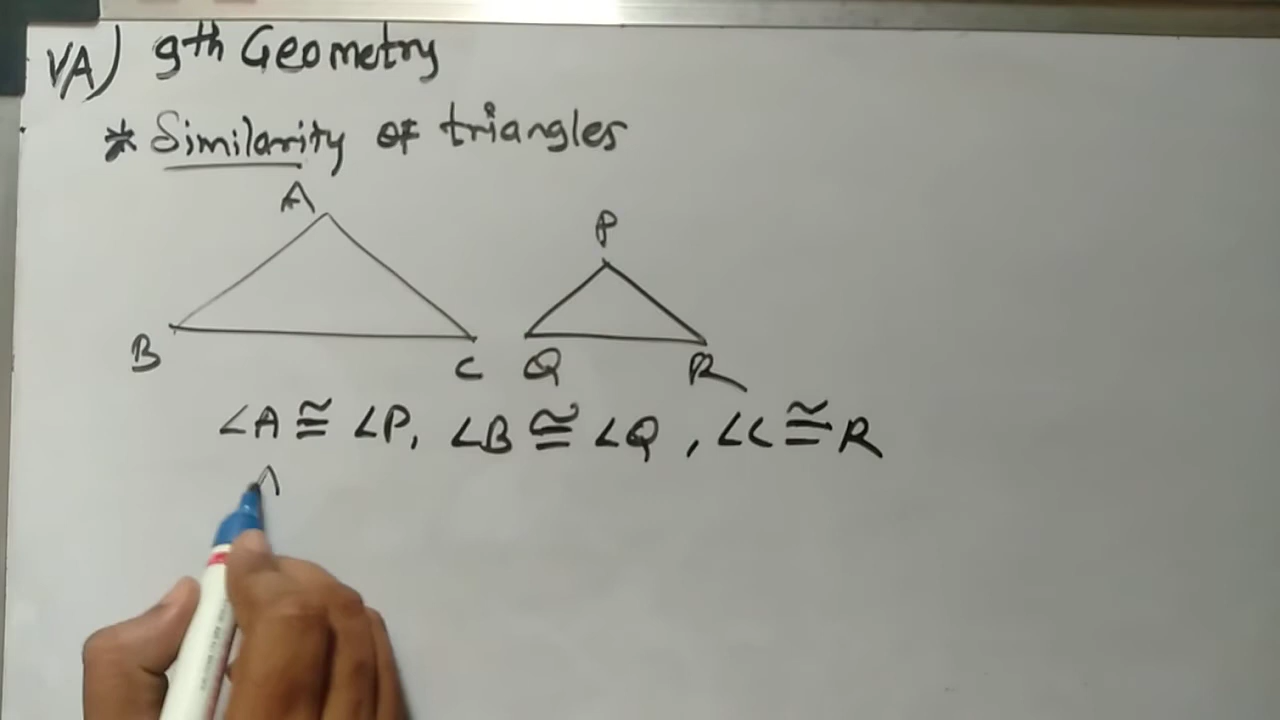 VA) 9th Geometry
* Similarity of triangles
A
P
B
C Q R
∠A ≅ ∠P, ∠B ≅ ∠Q, ∠C ≅ R